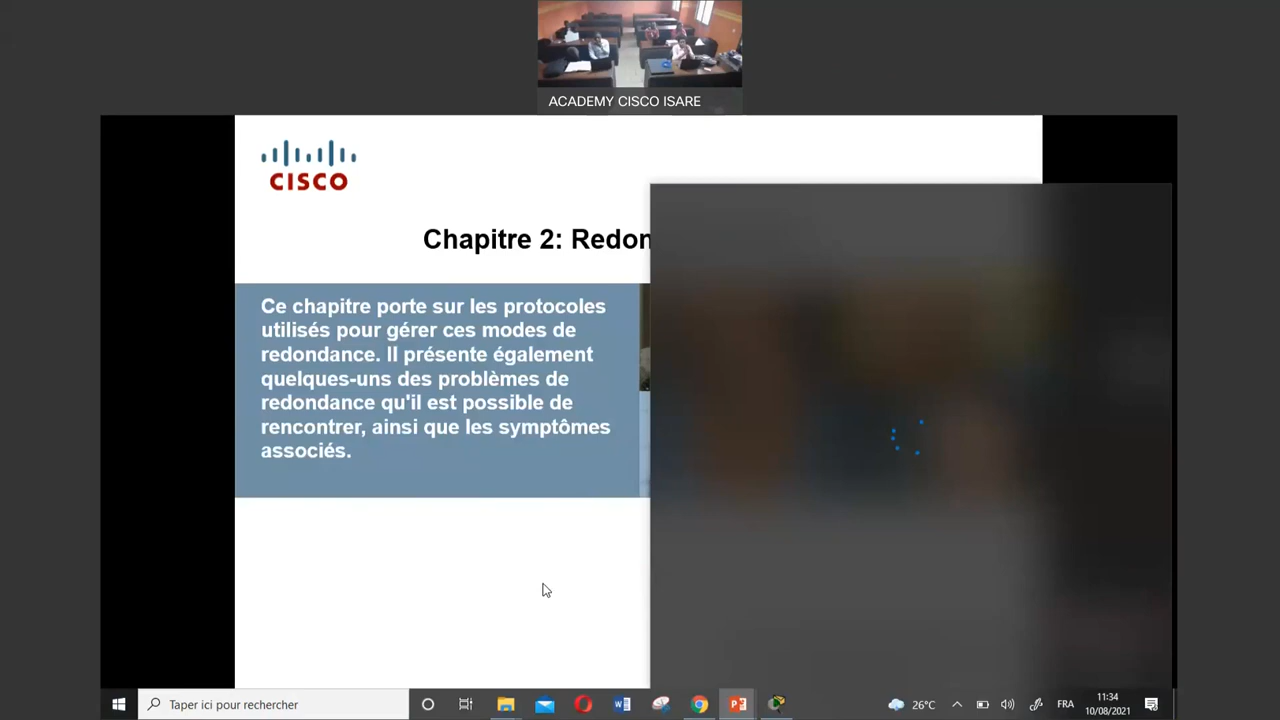 ACADEMY CISCO ISARE
CISCO
Chapitre 2: Redon
Ce chapitre porte sur les protocoles
utilisés pour gérer ces modes de
redondance. Il présente également
quelques-uns des problèmes de
redondance qu'il est possible de
rencontrer, ainsi que les symptômes
associés.
Taper ici pour rechercher
26°C
FRA
11:34
10/08/2021